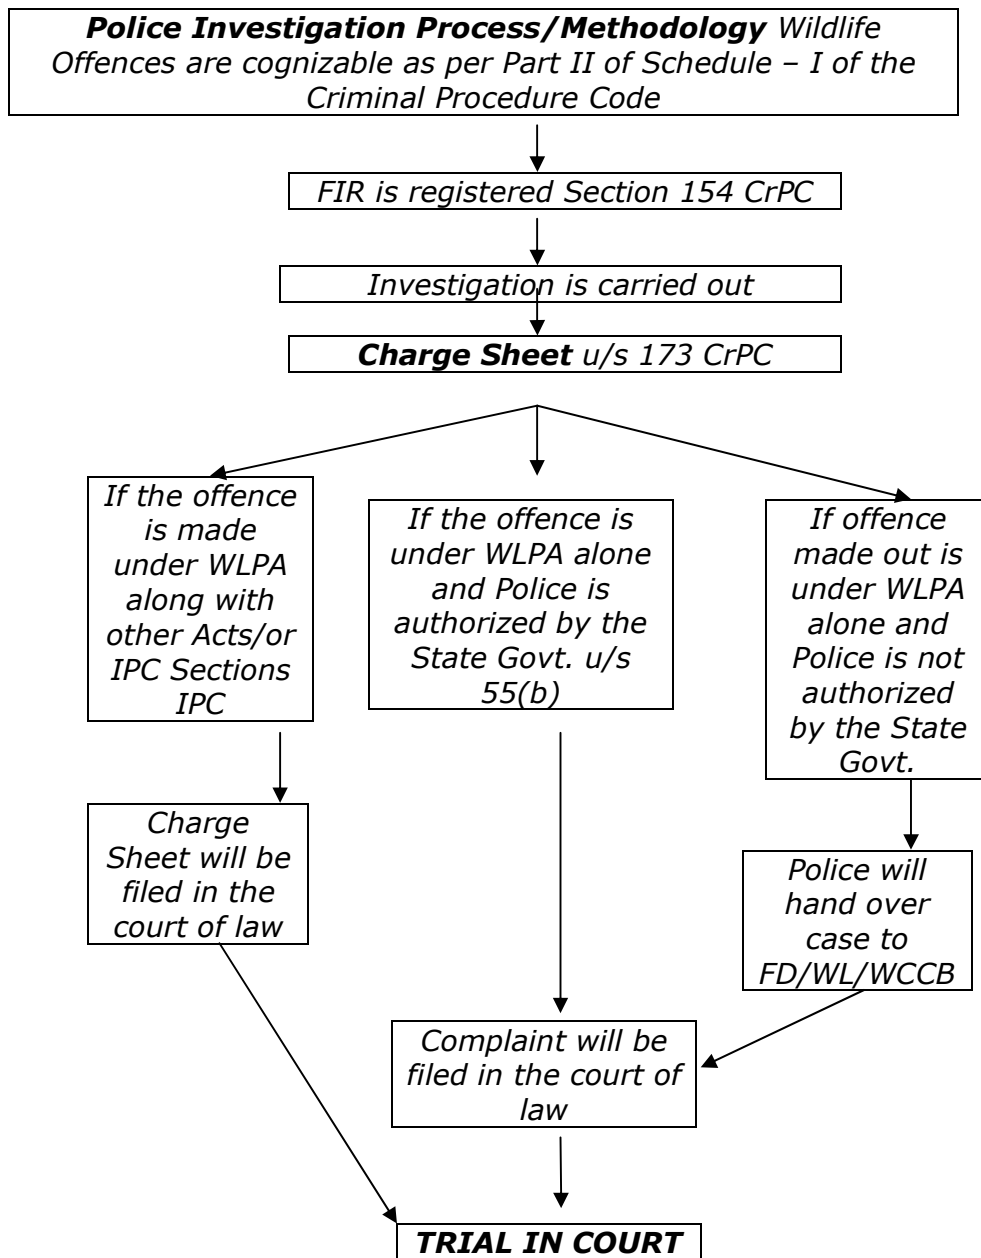 Police Investigation Process/Methodology Wildlife
Offences are cognizable as per Part II of Schedule – I of the
Criminal Procedure Code
FIR is registered Section 154 CrPC
Investigation is carried out
Charge Sheet u/s 173 CrPC
If the offence
is made
under WLPA
along with
other Acts/or
IPC Sections
IPC
If the offence is
under WLPA alone
and Police is
authorized by the
State Govt. u/s
55(b)
If offence
made out is
under WLPA
alone and
Police is not
authorized
by the State
Govt.
Charge
Sheet will be
filed in the
court of law
Police will
hand over
case to
FD/WL/WCCB
Complaint will be
filed in the court of
law
TRIAL IN COURT